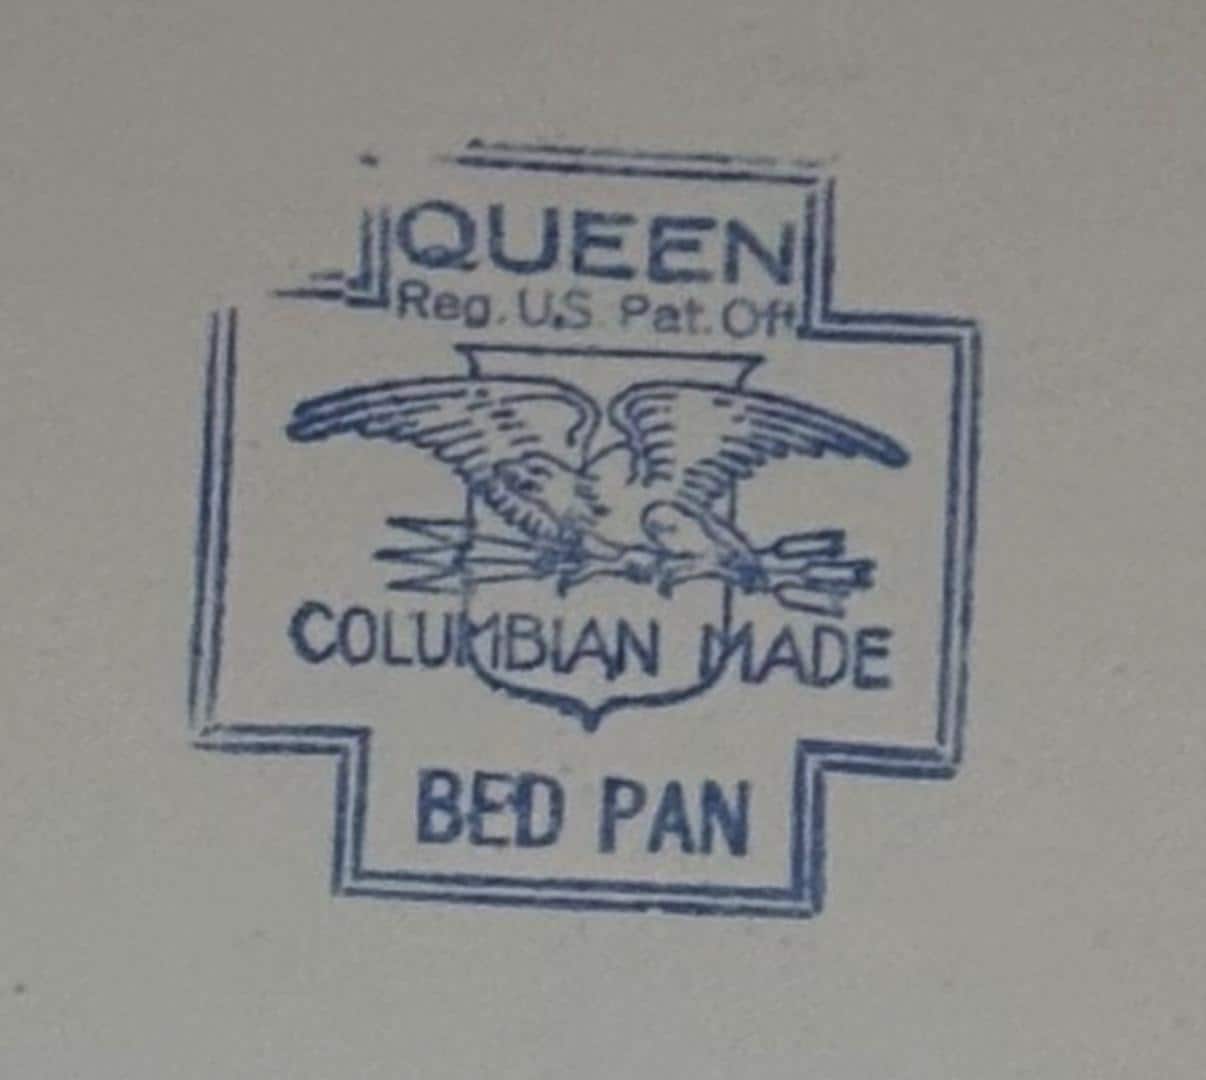 QUEEN
Reg. U.S. Pat. Off.
COLUMBIAN MADE
BED PAN